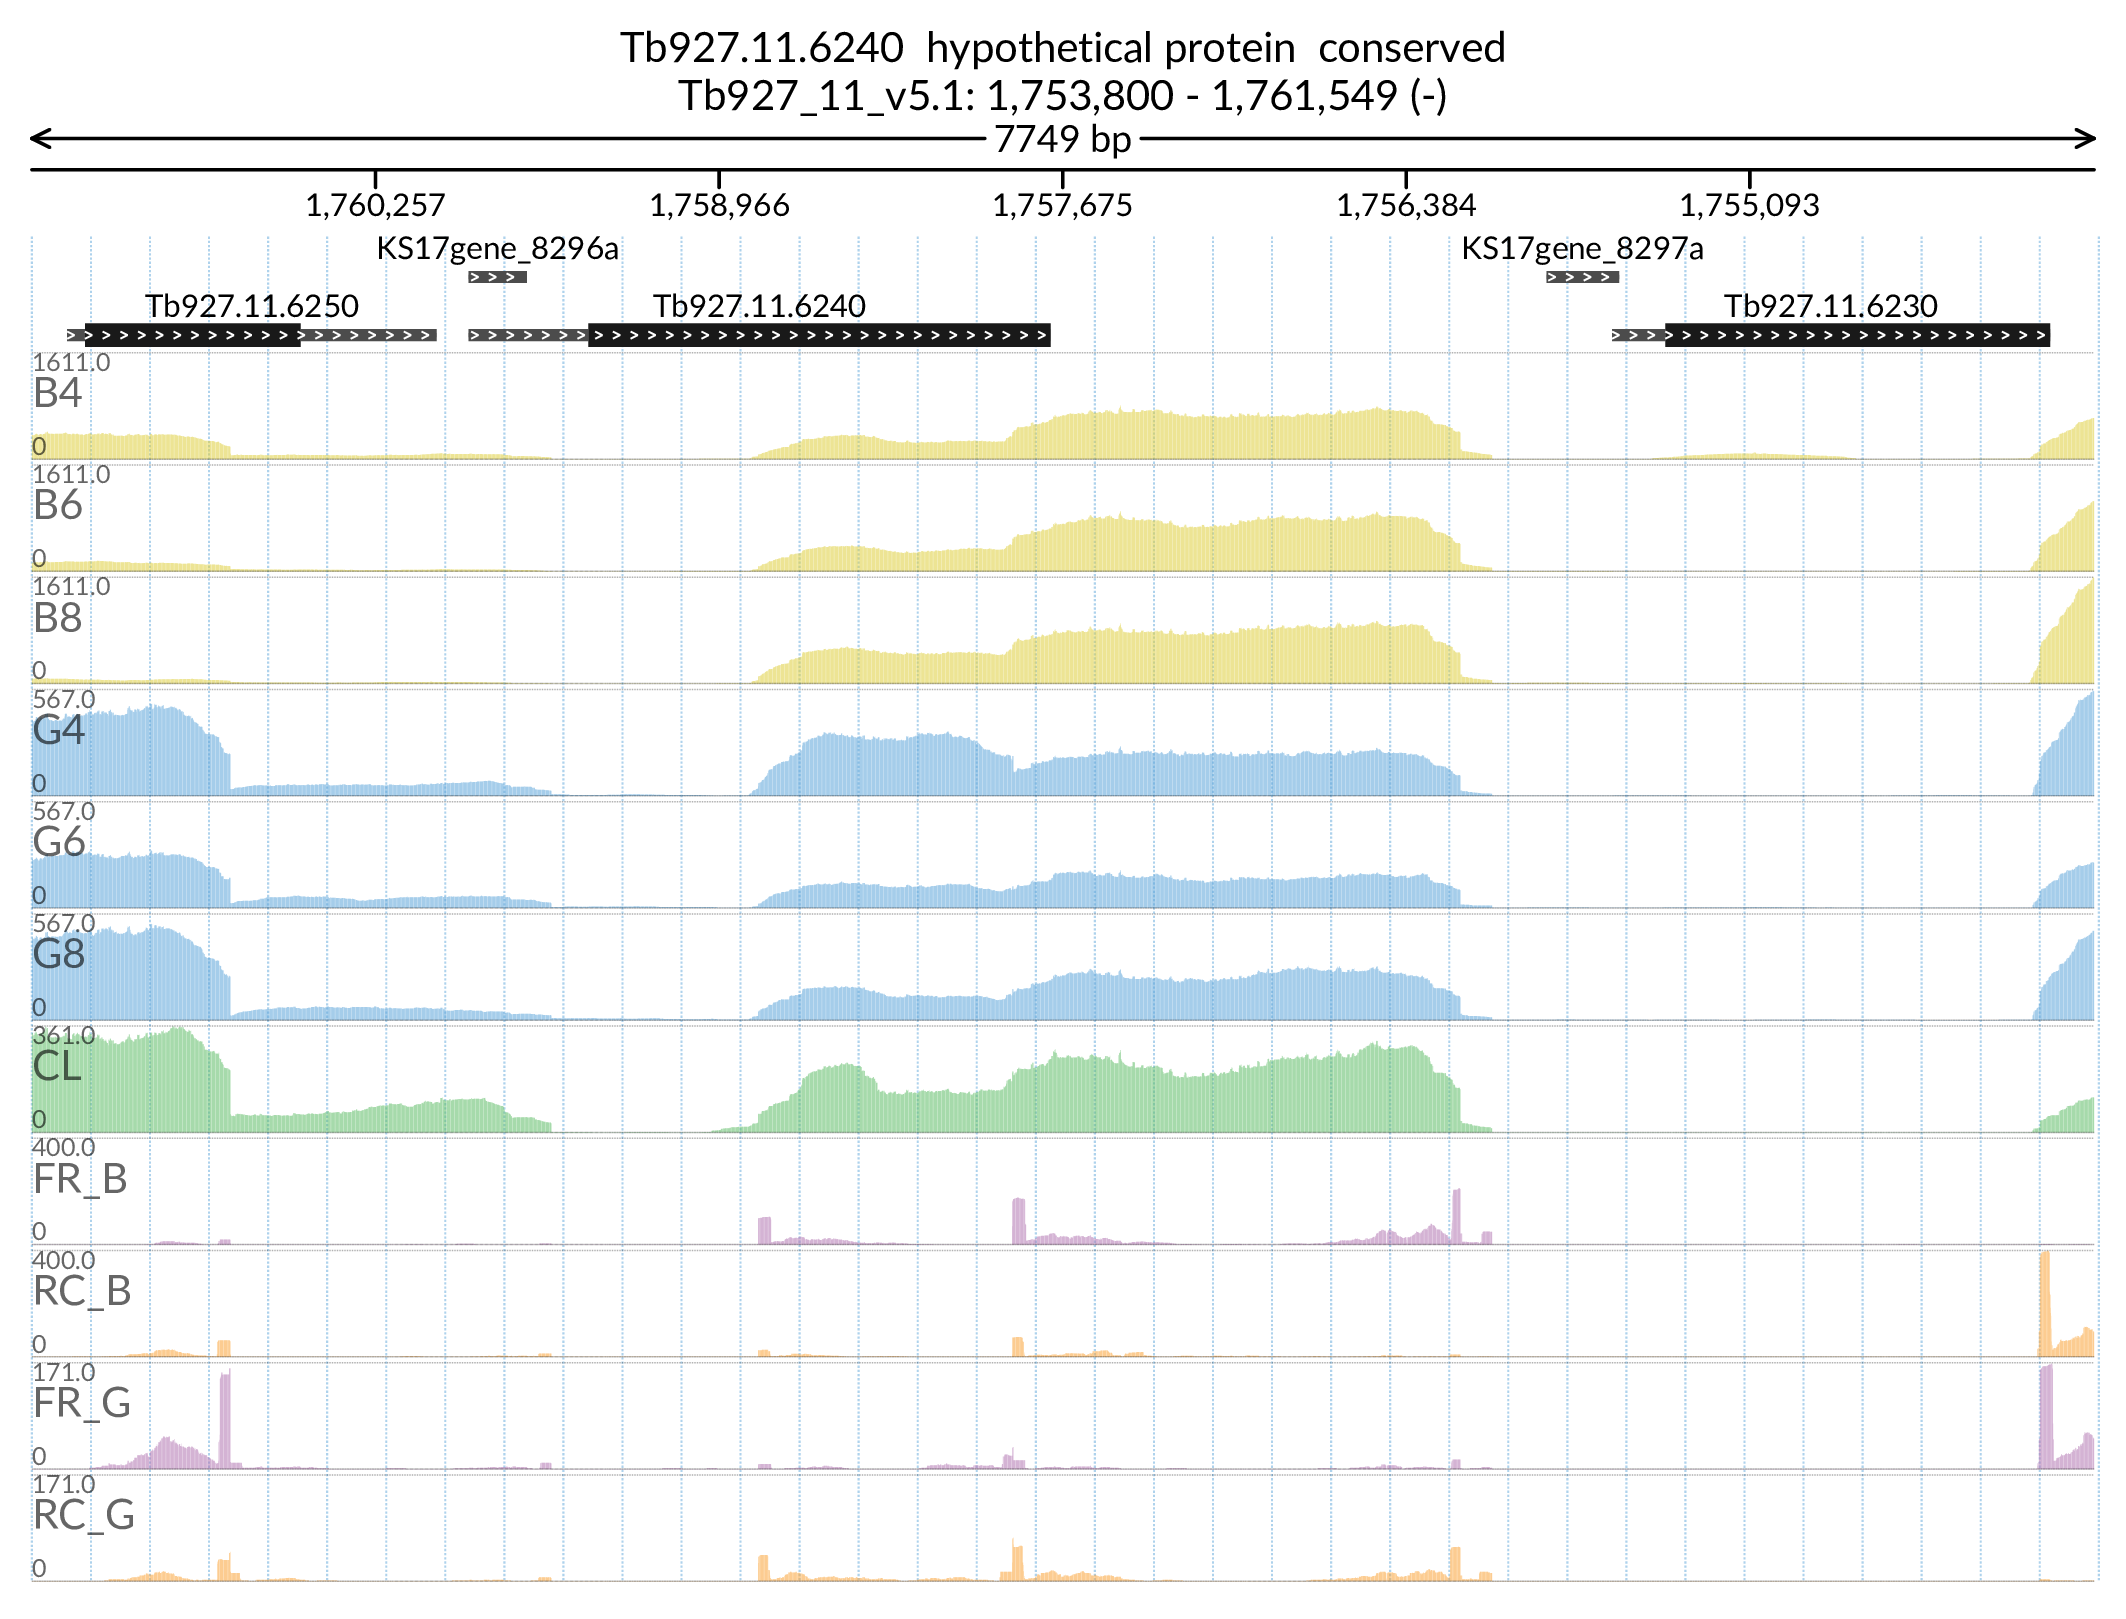 Tb927.11.6240  hypothetical protein  conserved
Tb927_11_v5.1: 1,753,800 - 1,761,549 (-)
7749 bp
1,760,257 1,758,966 1,757,675 1,756,384 1,755,093
KS17gene_8296a KS17gene_8297a
Tb927.11.6250 Tb927.11.6240 Tb927.11.6230
1611.0
B4
0
1611.0
B6
0
1611.0
B8
0
567.0
G4
0
567.0
G6
0
567.0
G8
0
361.0
CL
0
400.0
FR_B
0
400.0
RC_B
0
171.0
FR_G
0
171.0
RC_G
0